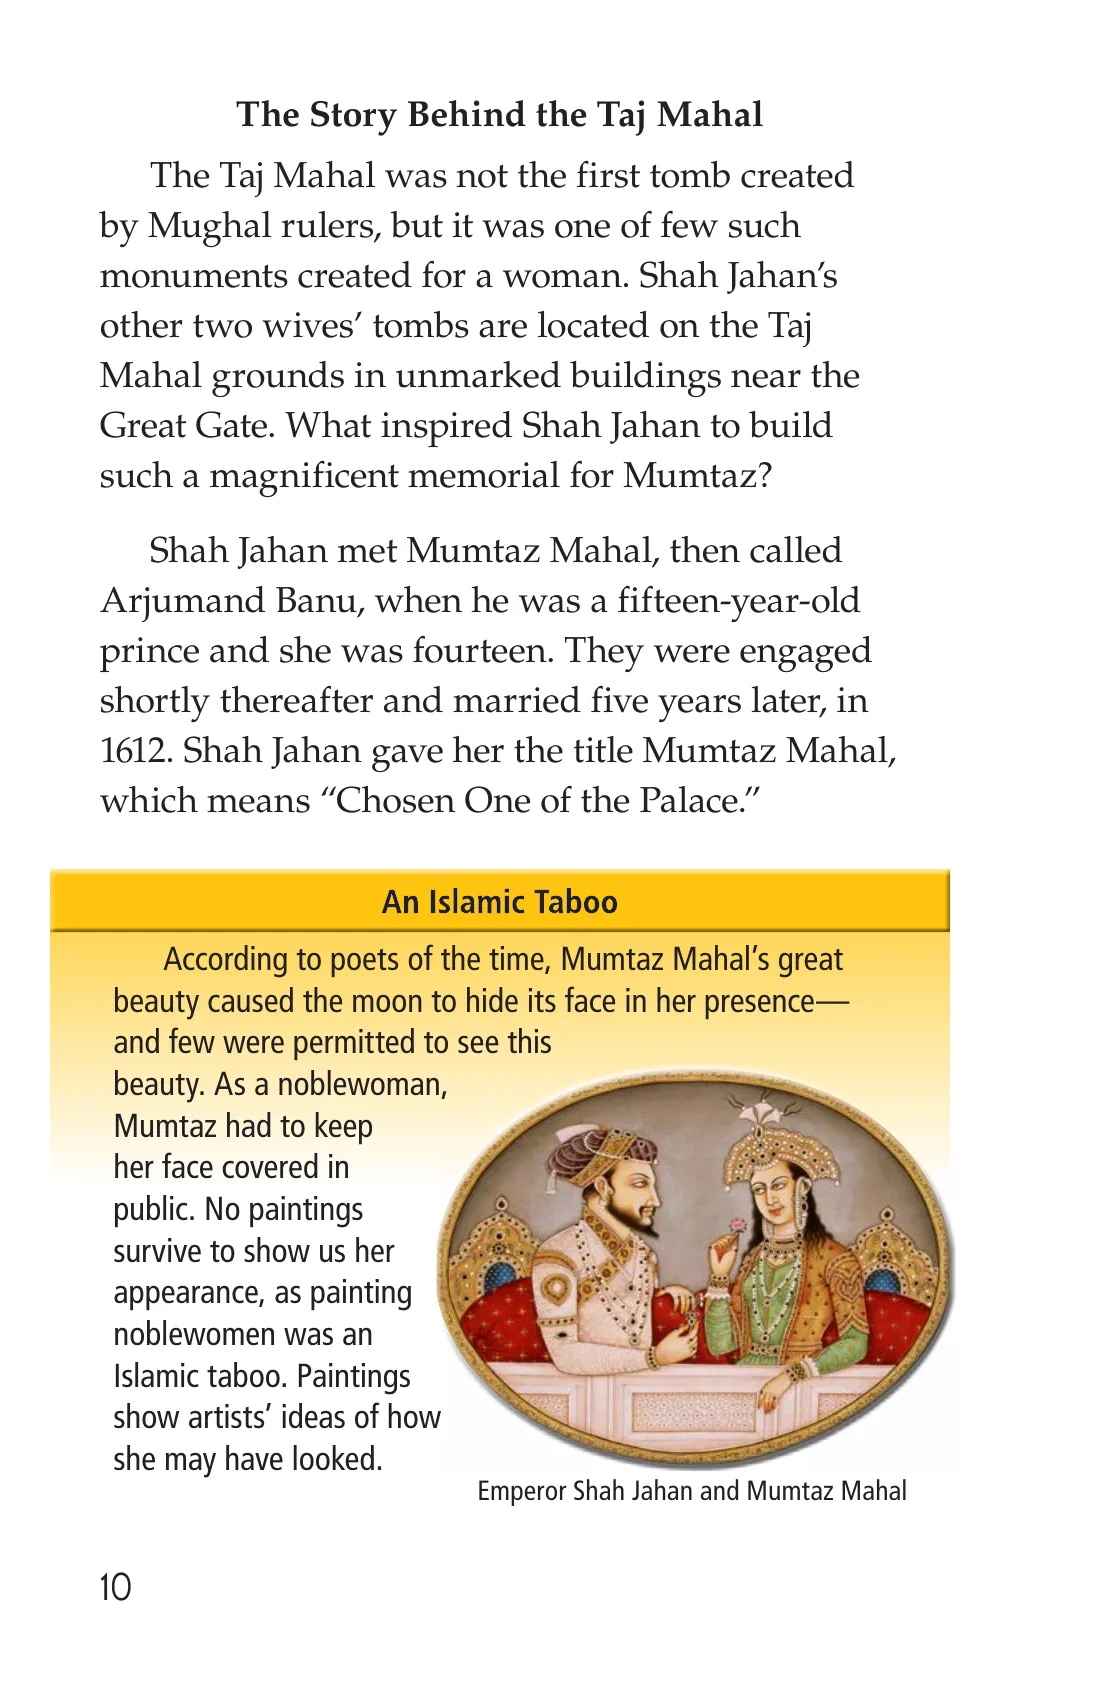 The Story Behind the Taj Mahal
The Taj Mahal was not the first tomb created
by Mughal rulers, but it was one of few such
monuments created for a woman. Shah Jahan’s
other two wives’ tombs are located on the Taj
Mahal grounds in unmarked buildings near the
Great Gate. What inspired Shah Jahan to build
such a magnificent memorial for Mumtaz?
Shah Jahan met Mumtaz Mahal, then called
Arjumand Banu, when he was a fifteen-year-old
prince and she was fourteen. They were engaged
shortly thereafter and married five years later, in
1612. Shah Jahan gave her the title Mumtaz Mahal,
which means “Chosen One of the Palace.”
An Islamic Taboo
According to poets of the time, Mumtaz Mahal’s great
beauty caused the moon to hide its face in her presence—
and few were permitted to see this
beauty. As a noblewoman,
Mumtaz had to keep
her face covered in
public. No paintings
survive to show us her
appearance, as painting
noblewomen was an
Islamic taboo. Paintings
show artists’ ideas of how
she may have looked.
Emperor Shah Jahan and Mumtaz Mahal
10